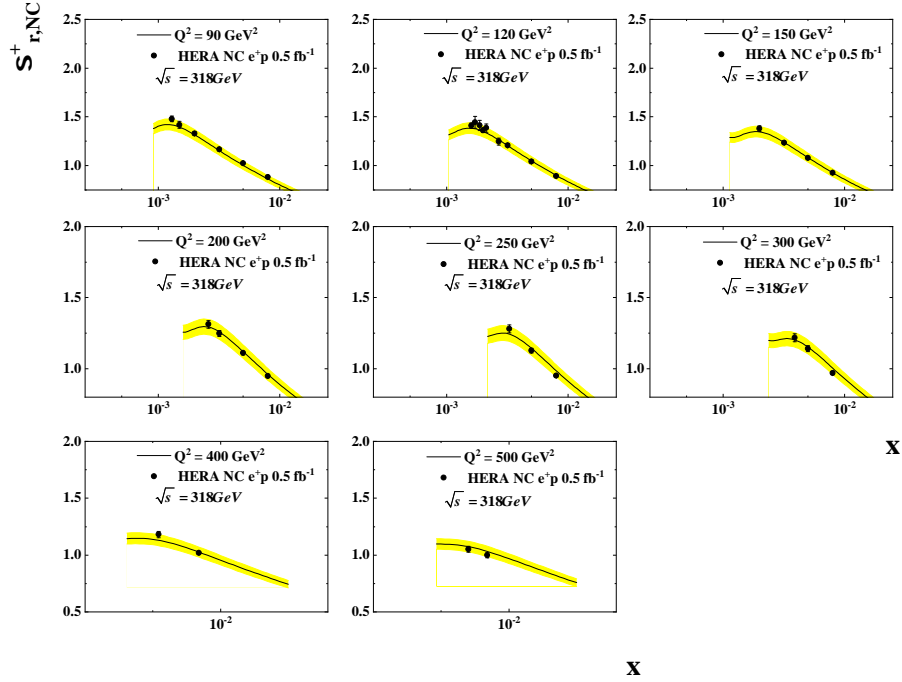 S⁺r,NC
2.5
2.0
1.5
1.0
Q² = 90 GeV²
HERA NC e⁺p 0.5 fb⁻¹
√s = 318GeV
10⁻³ 10⁻²
Q² = 120 GeV²
HERA NC e⁺p 0.5 fb⁻¹
√s = 318GeV
2.5
2.0
1.5
1.0
10⁻³ 10⁻²
Q² = 150 GeV²
HERA NC e⁺p 0.5 fb⁻¹
√s = 318GeV
2.5
2.0
1.5
1.0
10⁻³ 10⁻²
2.0
1.5
1.0
Q² = 200 GeV²
HERA NC e⁺p 0.5 fb⁻¹
√s = 318GeV
10⁻³ 10⁻²
2.0
1.5
1.0
Q² = 250 GeV²
HERA NC e⁺p 0.5 fb⁻¹
√s = 318GeV
10⁻³ 10⁻²
2.0
1.5
1.0
Q² = 300 GeV²
HERA NC e⁺p 0.5 fb⁻¹
√s = 318GeV
10⁻³ 10⁻²
x
2.0
1.5
1.0
0.5
Q² = 400 GeV²
HERA NC e⁺p 0.5 fb⁻¹
√s = 318GeV
10⁻²
2.0
1.5
1.0
0.5
Q² = 500 GeV²
HERA NC e⁺p 0.5 fb⁻¹
√s = 318GeV
10⁻²
x